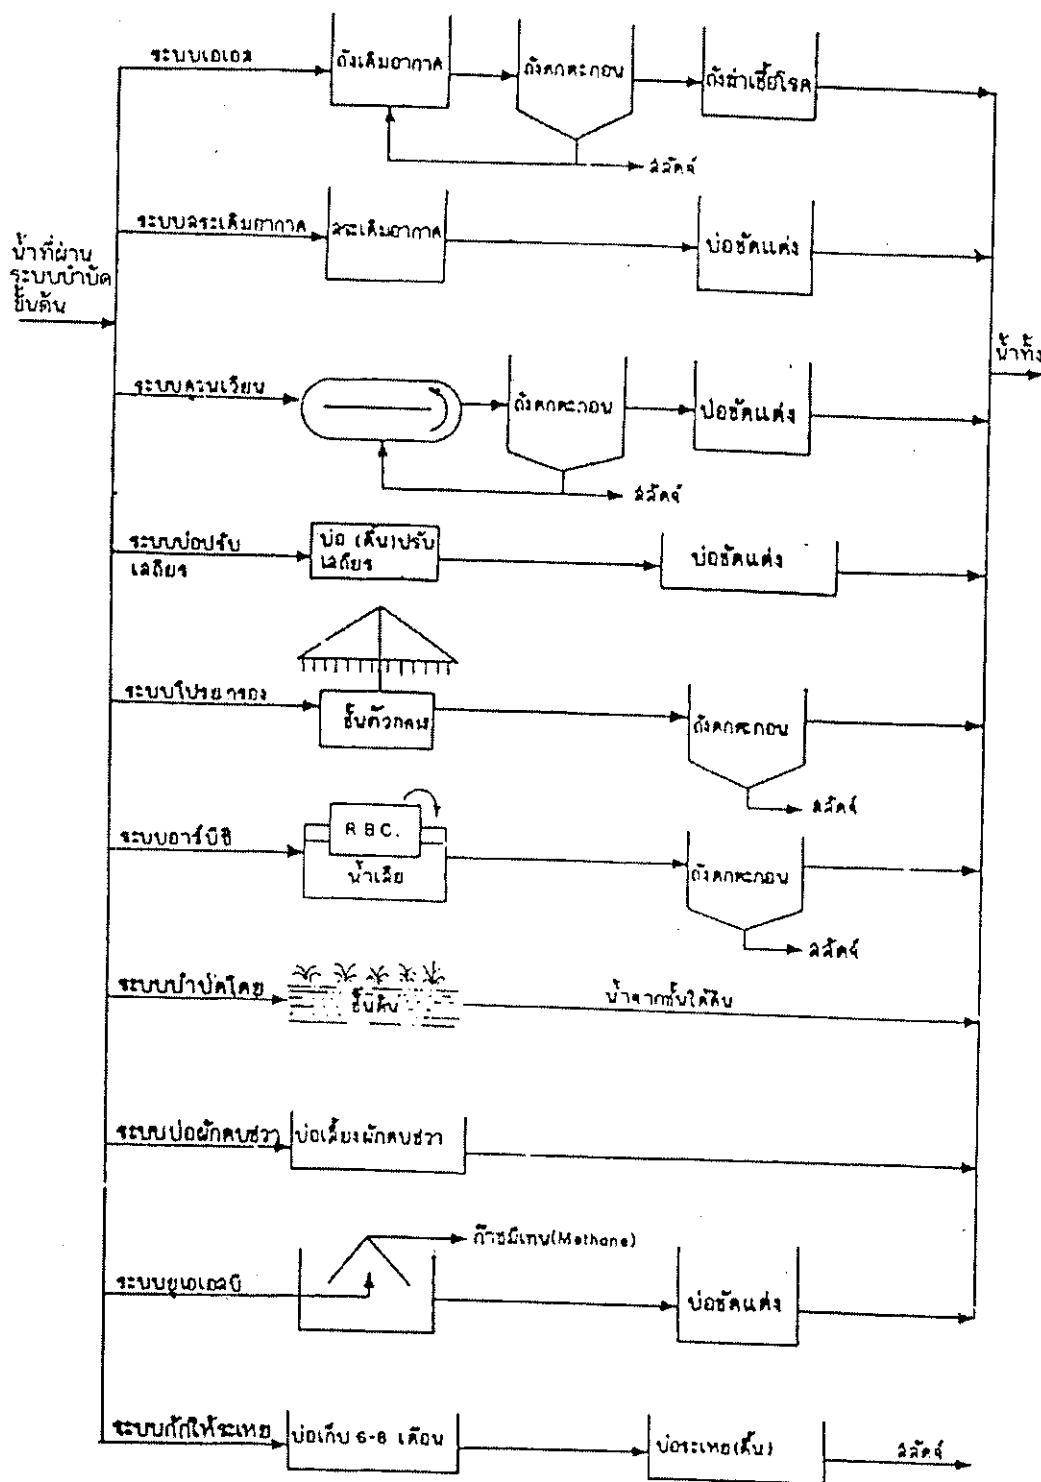 ระบบเอเอส
ถังเติมอากาศ
ถังตกตะกอน
ถังฆ่าเชื้อโรค
สลัดจ์
น้ำที่ผ่าน
ระบบบำบัด
ขั้นต้น
ระบบสระเติมอากาศ
สระเติมอากาศ
บ่อขัดแต่ง
น้ำทิ้ง
ระบบคูวนเวียน
ถังตกตะกอน
บ่อขัดแต่ง
สลัดจ์
ระบบบ่อปรับ
เสถียร
บ่อ (ตื้น)ปรับ
เสถียร
บ่อขัดแต่ง
ระบบโปรยกรอง
ชั้นตัวกลาง
ถังตกตะกอน
สลัดจ์
ระบบอาร์บีซี
R B C.
น้ำเสีย
ถังตกตะกอน
สลัดจ์
ระบบบำบัดโดย
ชั้นดิน
น้ำจากชั้นใต้ดิน
ระบบบ่อผักตบชวา
บ่อเลี้ยงผักตบชวา
ก๊าซมีเทน(Methane)
ระบบยูเอเอสบี
บ่อขัดแต่ง
ระบบกักให้ระเหย
บ่อเก็บ 6-8 เดือน
บ่อระเหย(ตื้น)
สลัดจ์